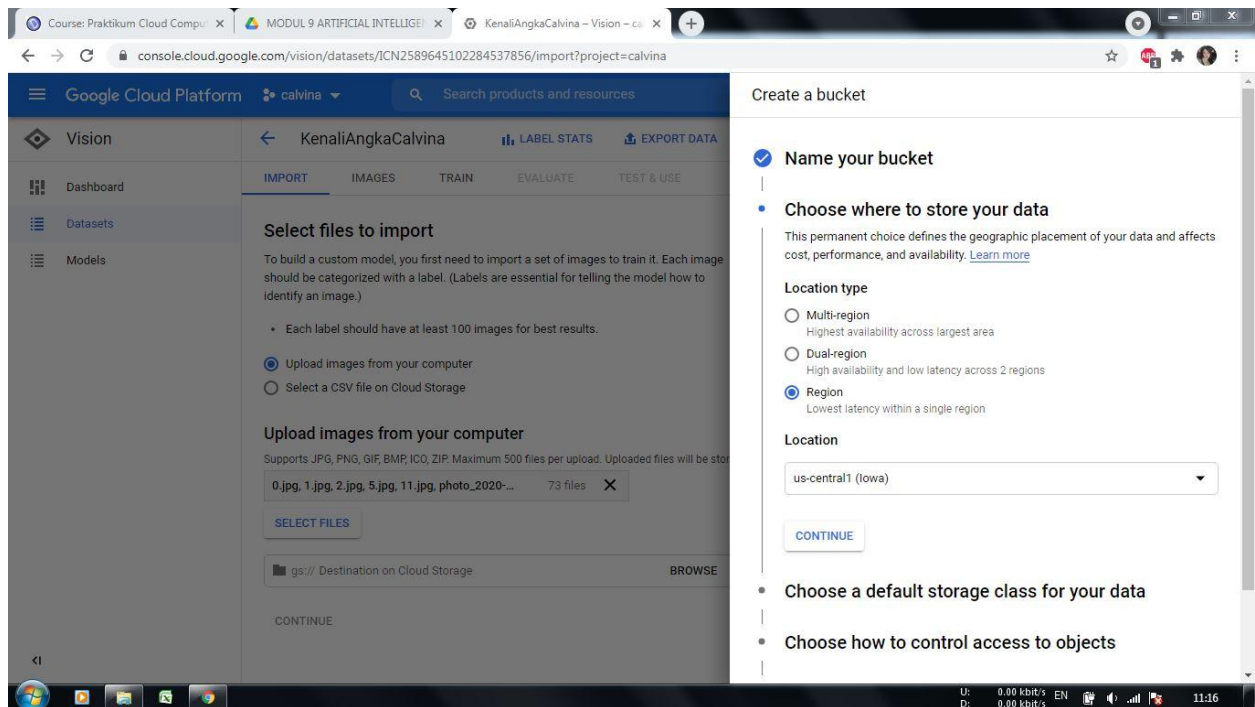 Course: Praktikum Cloud Comput
MODUL 9 ARTIFICIAL INTELLIGEN
KenaliAngkaCalvina – Vision – ca
console.cloud.google.com/vision/datasets/ICN2589645102284537856/import?project=calvina
Google Cloud Platform
calvina
Search products and resources
Vision
Dashboard
Datasets
Models
KenaliAngkaCalvina
LABEL STATS
EXPORT DATA
IMPORT
IMAGES
TRAIN
EVALUATE
TEST & USE
Select files to import
To build a custom model, you first need to import a set of images to train it. Each image
should be categorized with a label. (Labels are essential for telling the model how to
identify an image.)
• Each label should have at least 100 images for best results.
Upload images from your computer
Select a CSV file on Cloud Storage
Upload images from your computer
Supports JPG, PNG, GIF, BMP, ICO, ZIP. Maximum 500 files per upload. Uploaded files will be stor
0.jpg, 1.jpg, 2.jpg, 5.jpg, 11.jpg, photo_2020-...
73 files
SELECT FILES
gs:// Destination on Cloud Storage
BROWSE
CONTINUE
Create a bucket
Name your bucket
Choose where to store your data
This permanent choice defines the geographic placement of your data and affects
cost, performance, and availability. Learn more
Location type
Multi-region
Highest availability across largest area
Dual-region
High availability and low latency across 2 regions
Region
Lowest latency within a single region
Location
us-central1 (Iowa)
CONTINUE
Choose a default storage class for your data
Choose how to control access to objects
U: 0.00 kbit/s
D: 0.00 kbit/s
EN
11:16